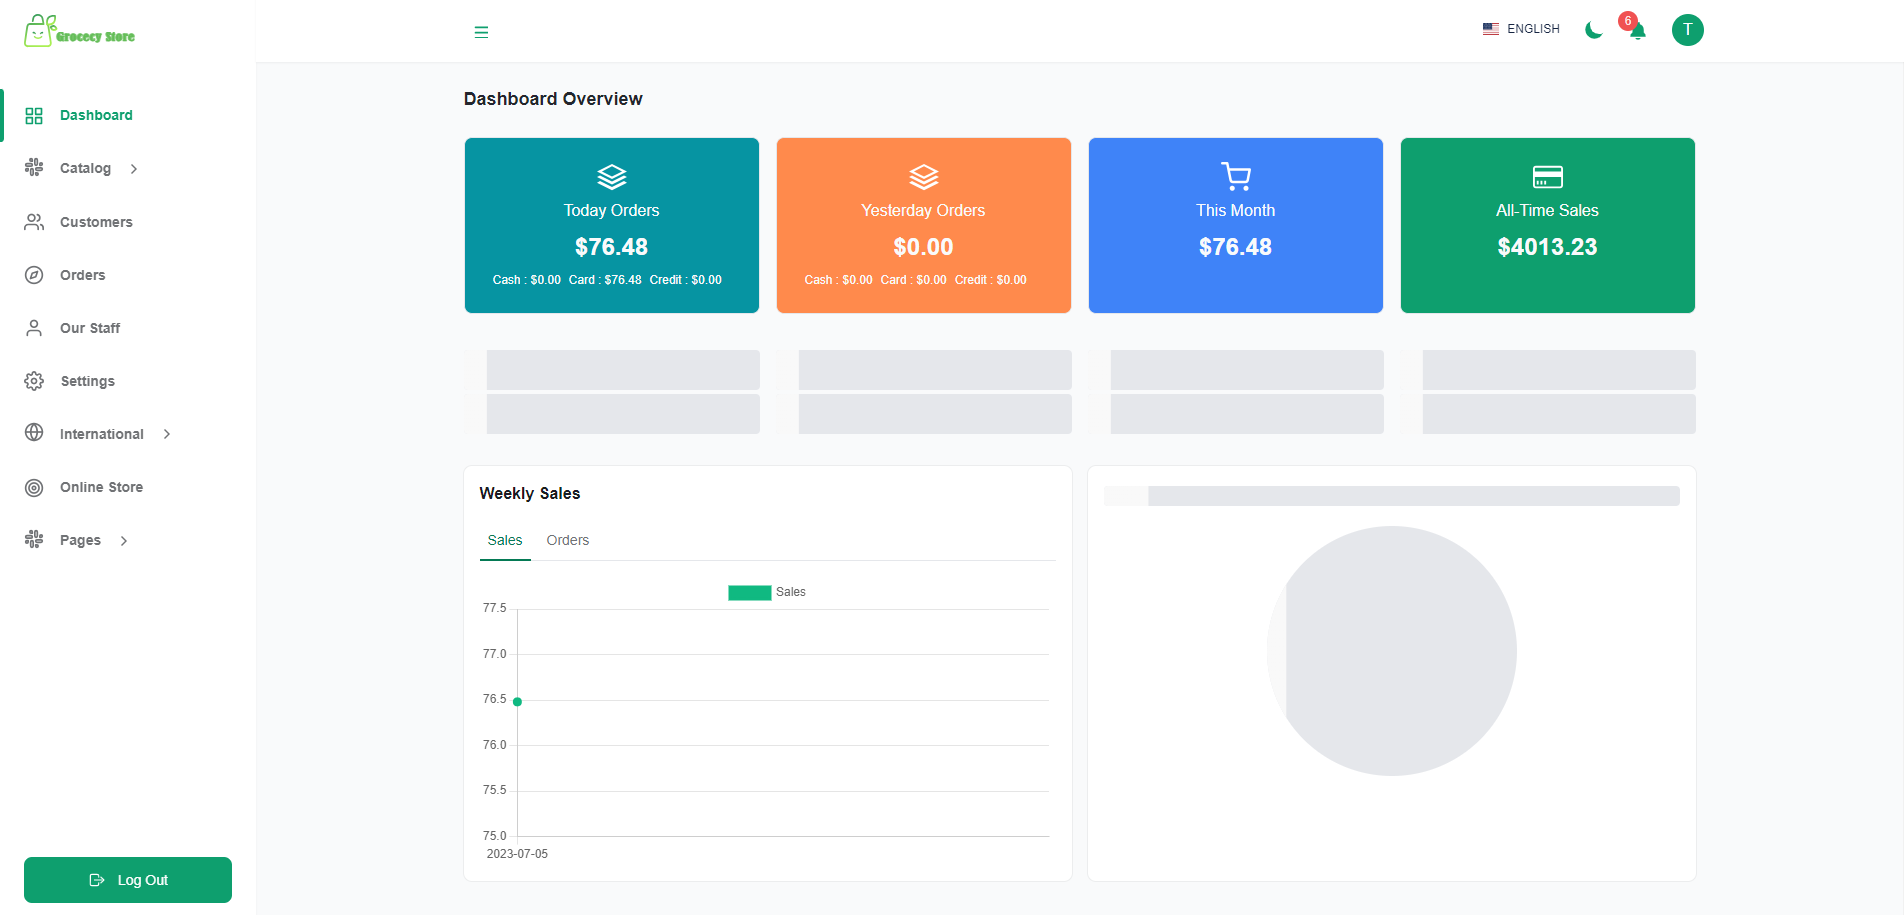 Grocecy Store
ENGLISH
6
T
Dashboard
Catalog
Customers
Orders
Our Staff
Settings
International
Online Store
Pages
Log Out
Dashboard Overview
Today Orders
$76.48
Cash : $0.00 Card : $76.48 Credit : $0.00
Yesterday Orders
$0.00
Cash : $0.00 Card : $0.00 Credit : $0.00
This Month
$76.48
All-Time Sales
$4013.23
Weekly Sales
Sales Orders
Sales
77.5
77.0
76.5
76.0
75.5
75.0
2023-07-05